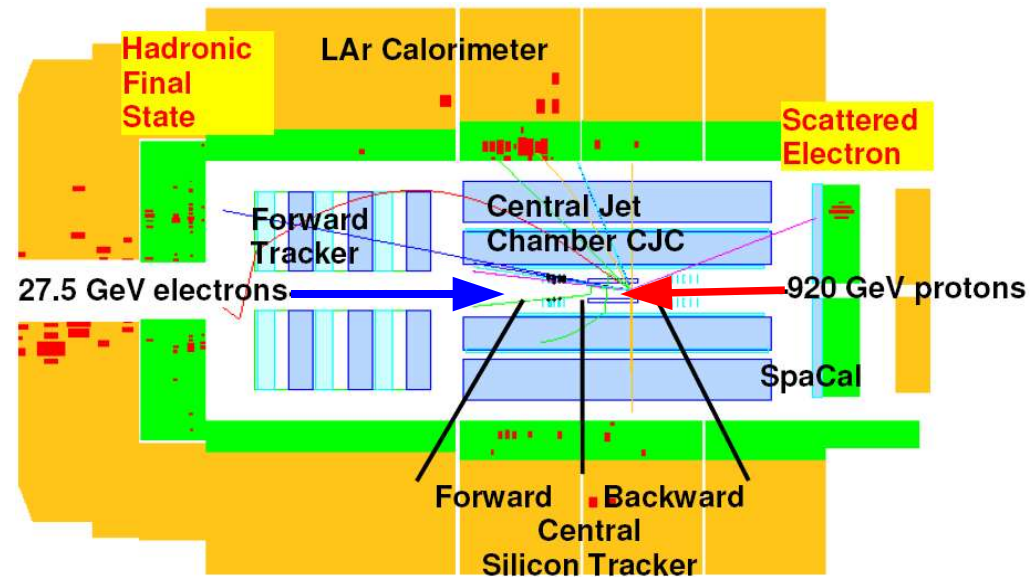 Hadronic
Final
State
LAr Calorimeter
Scattered
Electron
Forward
Tracker
Central Jet
Chamber CJC
27.5 GeV electrons
920 GeV protons
SpaCal
Forward
Backward
Central
Silicon Tracker